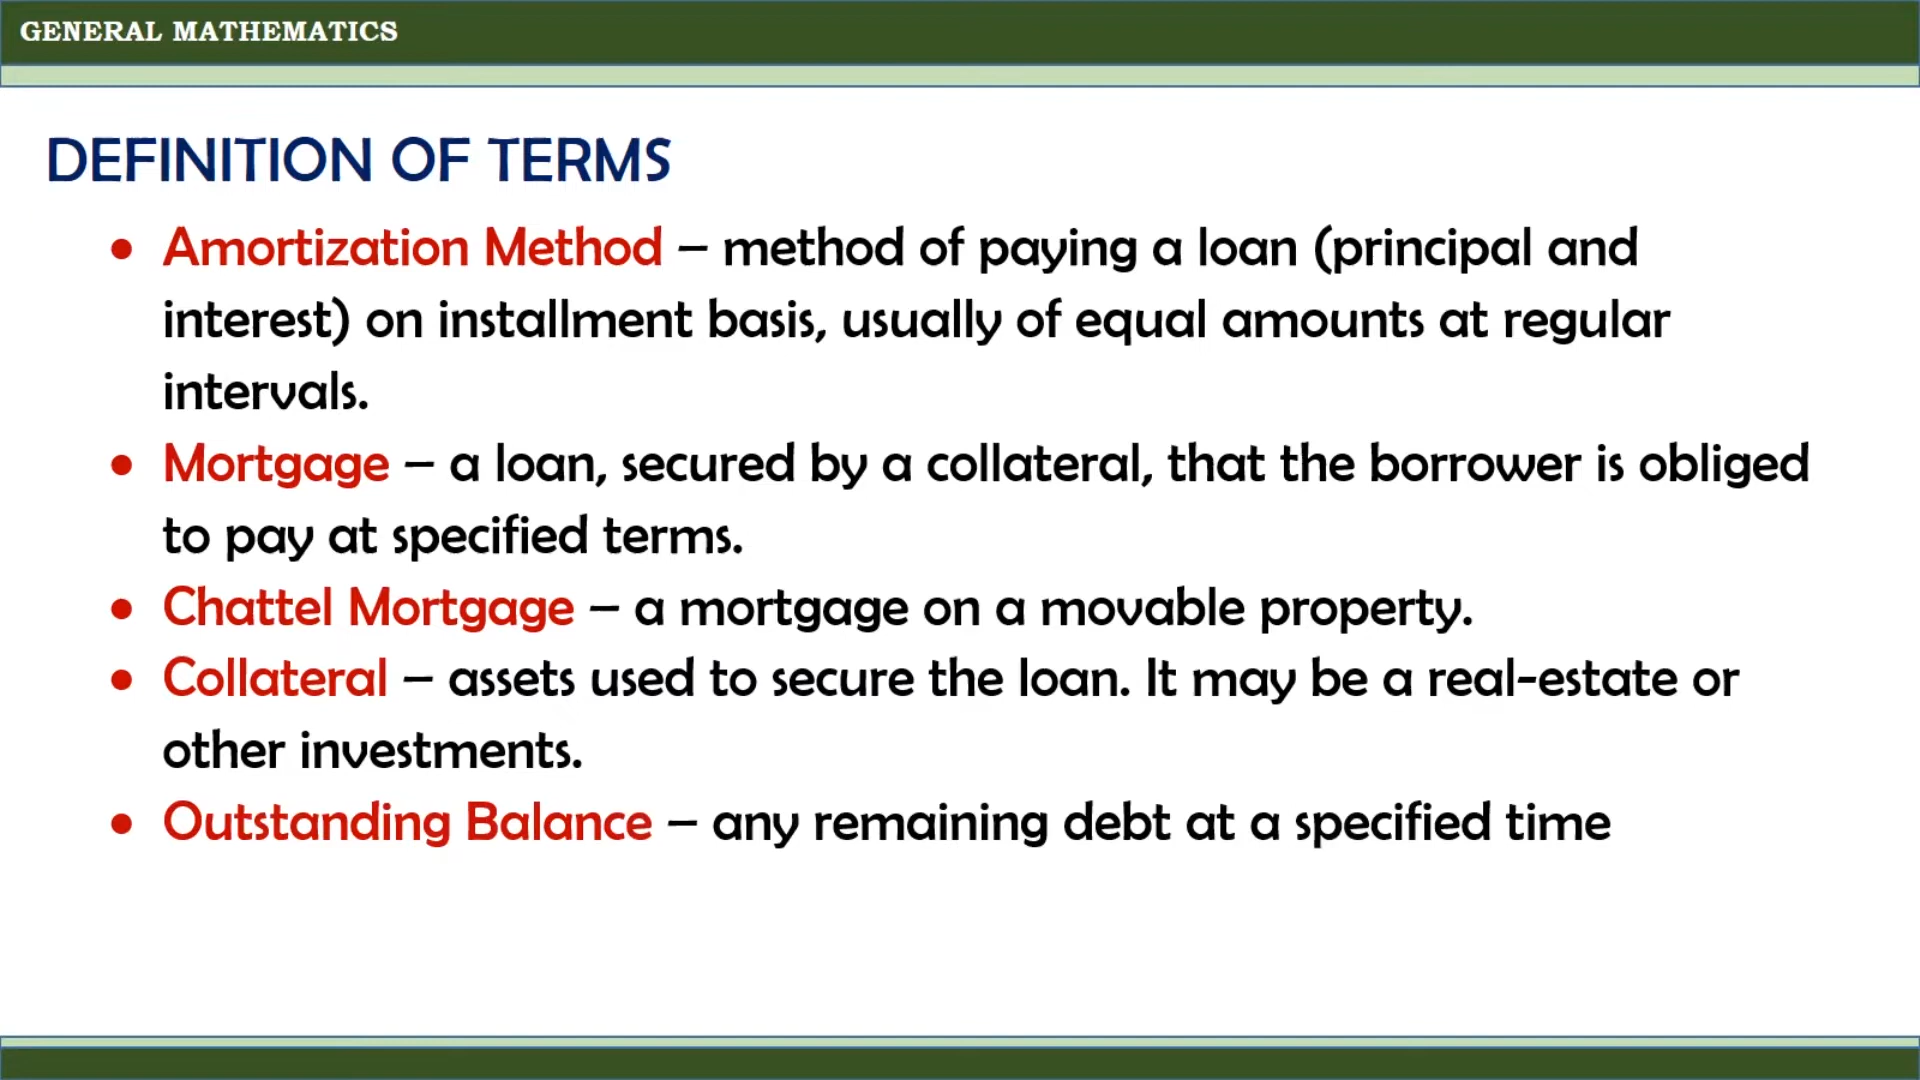 GENERAL MATHEMATICS
DEFINITION OF TERMS
• Amortization Method – method of paying a loan (principal and
interest) on installment basis, usually of equal amounts at regular
intervals.
• Mortgage – a loan, secured by a collateral, that the borrower is obliged
to pay at specified terms.
• Chattel Mortgage – a mortgage on a movable property.
• Collateral – assets used to secure the loan. It may be a real-estate or
other investments.
• Outstanding Balance – any remaining debt at a specified time